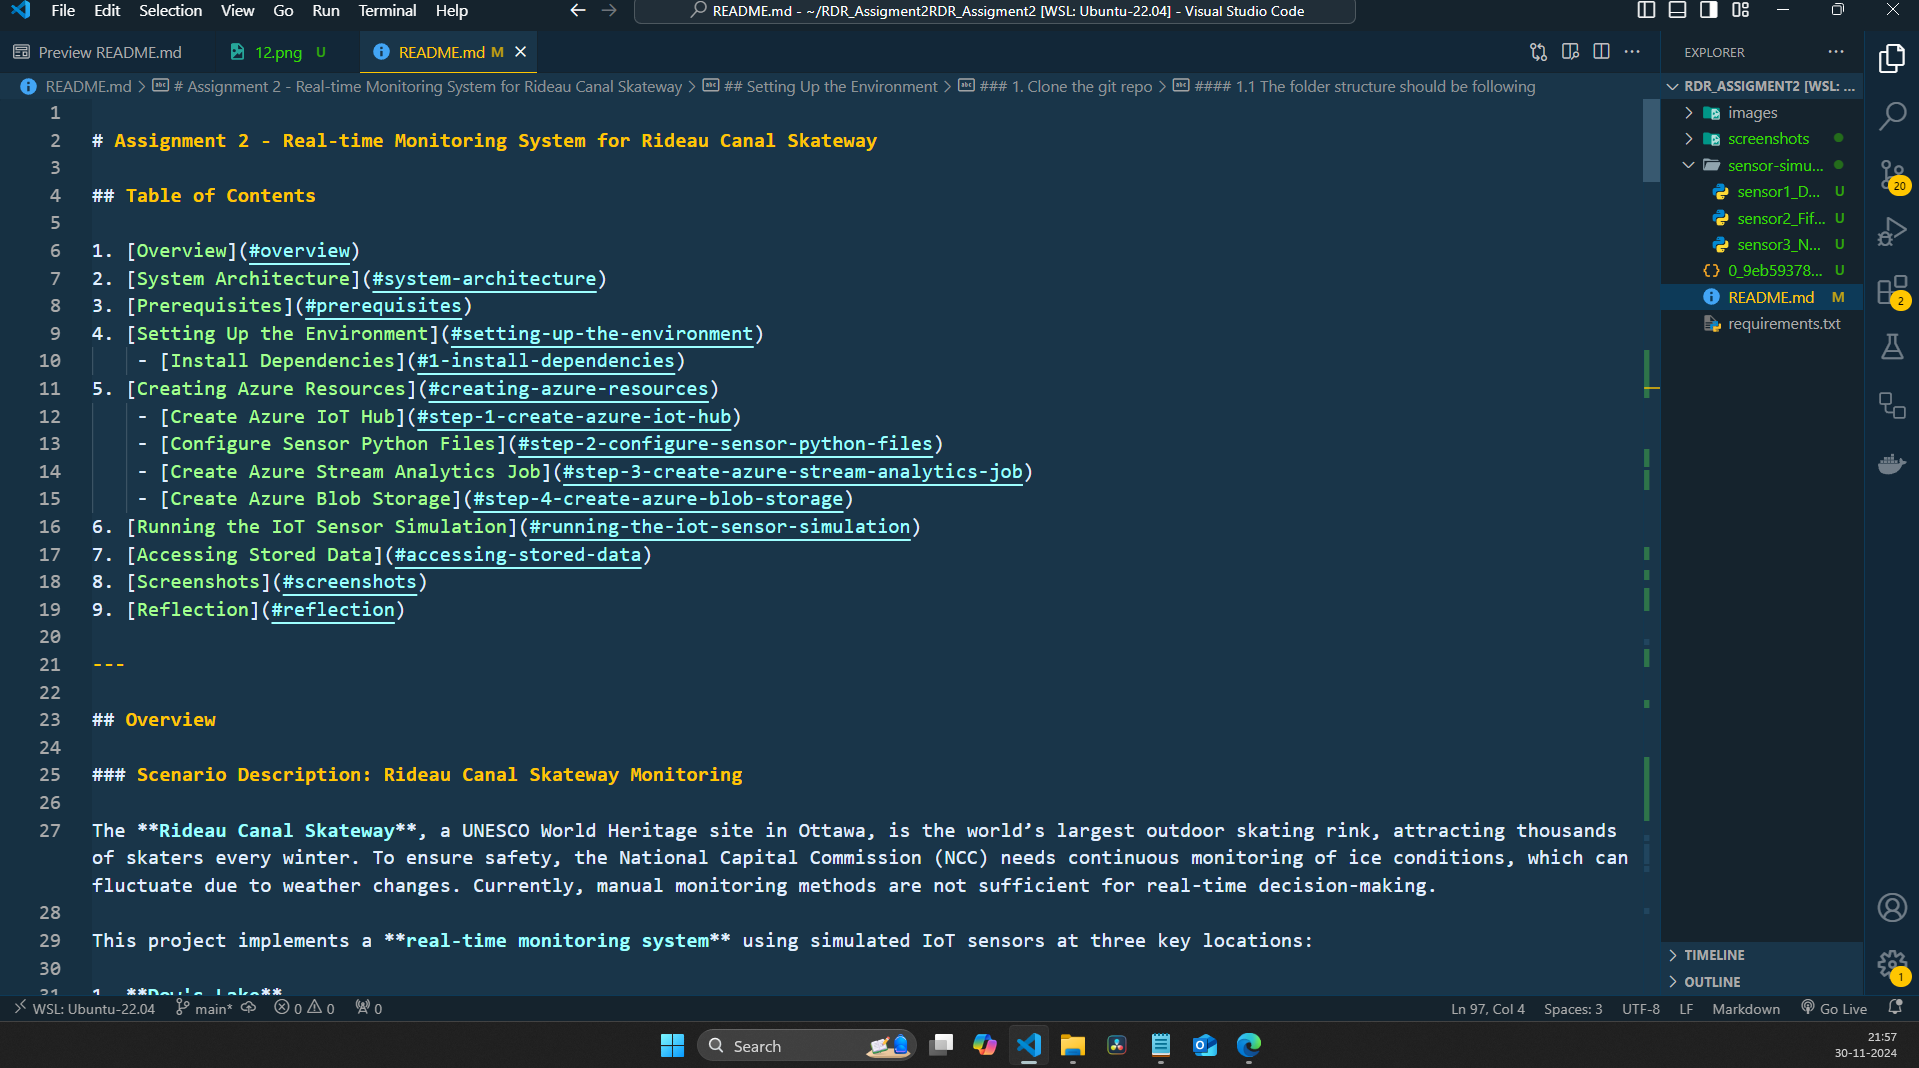 File Edit Selection View Go Run Terminal Help
README.md - ~/RDR_Assigment2RDR_Assigment2 [WSL: Ubuntu-22.04] - Visual Studio Code
Preview README.md
12.png U
README.md M
EXPLORER
README.md > # Assignment 2 - Real-time Monitoring System for Rideau Canal Skateway > ## Setting Up the Environment > ### 1. Clone the git repo > #### 1.1 The folder structure should be following
1
2 # Assignment 2 - Real-time Monitoring System for Rideau Canal Skateway
3
4 ## Table of Contents
5
6 1. [Overview](#overview)
7 2. [System Architecture](#system-architecture)
8 3. [Prerequisites](#prerequisites)
9 4. [Setting Up the Environment](#setting-up-the-environment)
10 - [Install Dependencies](#1-install-dependencies)
11 5. [Creating Azure Resources](#creating-azure-resources)
12 - [Create Azure IoT Hub](#step-1-create-azure-iot-hub)
13 - [Configure Sensor Python Files](#step-2-configure-sensor-python-files)
14 - [Create Azure Stream Analytics Job](#step-3-create-azure-stream-analytics-job)
15 - [Create Azure Blob Storage](#step-4-create-azure-blob-storage)
16 6. [Running the IoT Sensor Simulation](#running-the-iot-sensor-simulation)
17 7. [Accessing Stored Data](#accessing-stored-data)
18 8. [Screenshots](#screenshots)
19 9. [Reflection](#reflection)
20
21 ---
22
23 ## Overview
24
25 ### Scenario Description: Rideau Canal Skateway Monitoring
26
27 The **Rideau Canal Skateway**, a UNESCO World Heritage site in Ottawa, is the world’s largest outdoor skating rink, attracting thousands
of skaters every winter. To ensure safety, the National Capital Commission (NCC) needs continuous monitoring of ice conditions, which can
fluctuate due to weather changes. Currently, manual monitoring methods are not sufficient for real-time decision-making.
28
29 This project implements a **real-time monitoring system** using simulated IoT sensors at three key locations:
30
31 1. **Dow's Lake**
RDR_ASSIGMENT2 [WSL: ...
images
screenshots
sensor-simu...
sensor1_D... U
sensor2_Fif... U
sensor3_N... U
{} 0_9eb59378... U
README.md M
requirements.txt
TIMELINE
OUTLINE
20
2
1
WSL: Ubuntu-22.04 main* 0 0 0
Ln 97, Col 4 Spaces: 3 UTF-8 LF Markdown Go Live
Search
21:57
30-11-2024